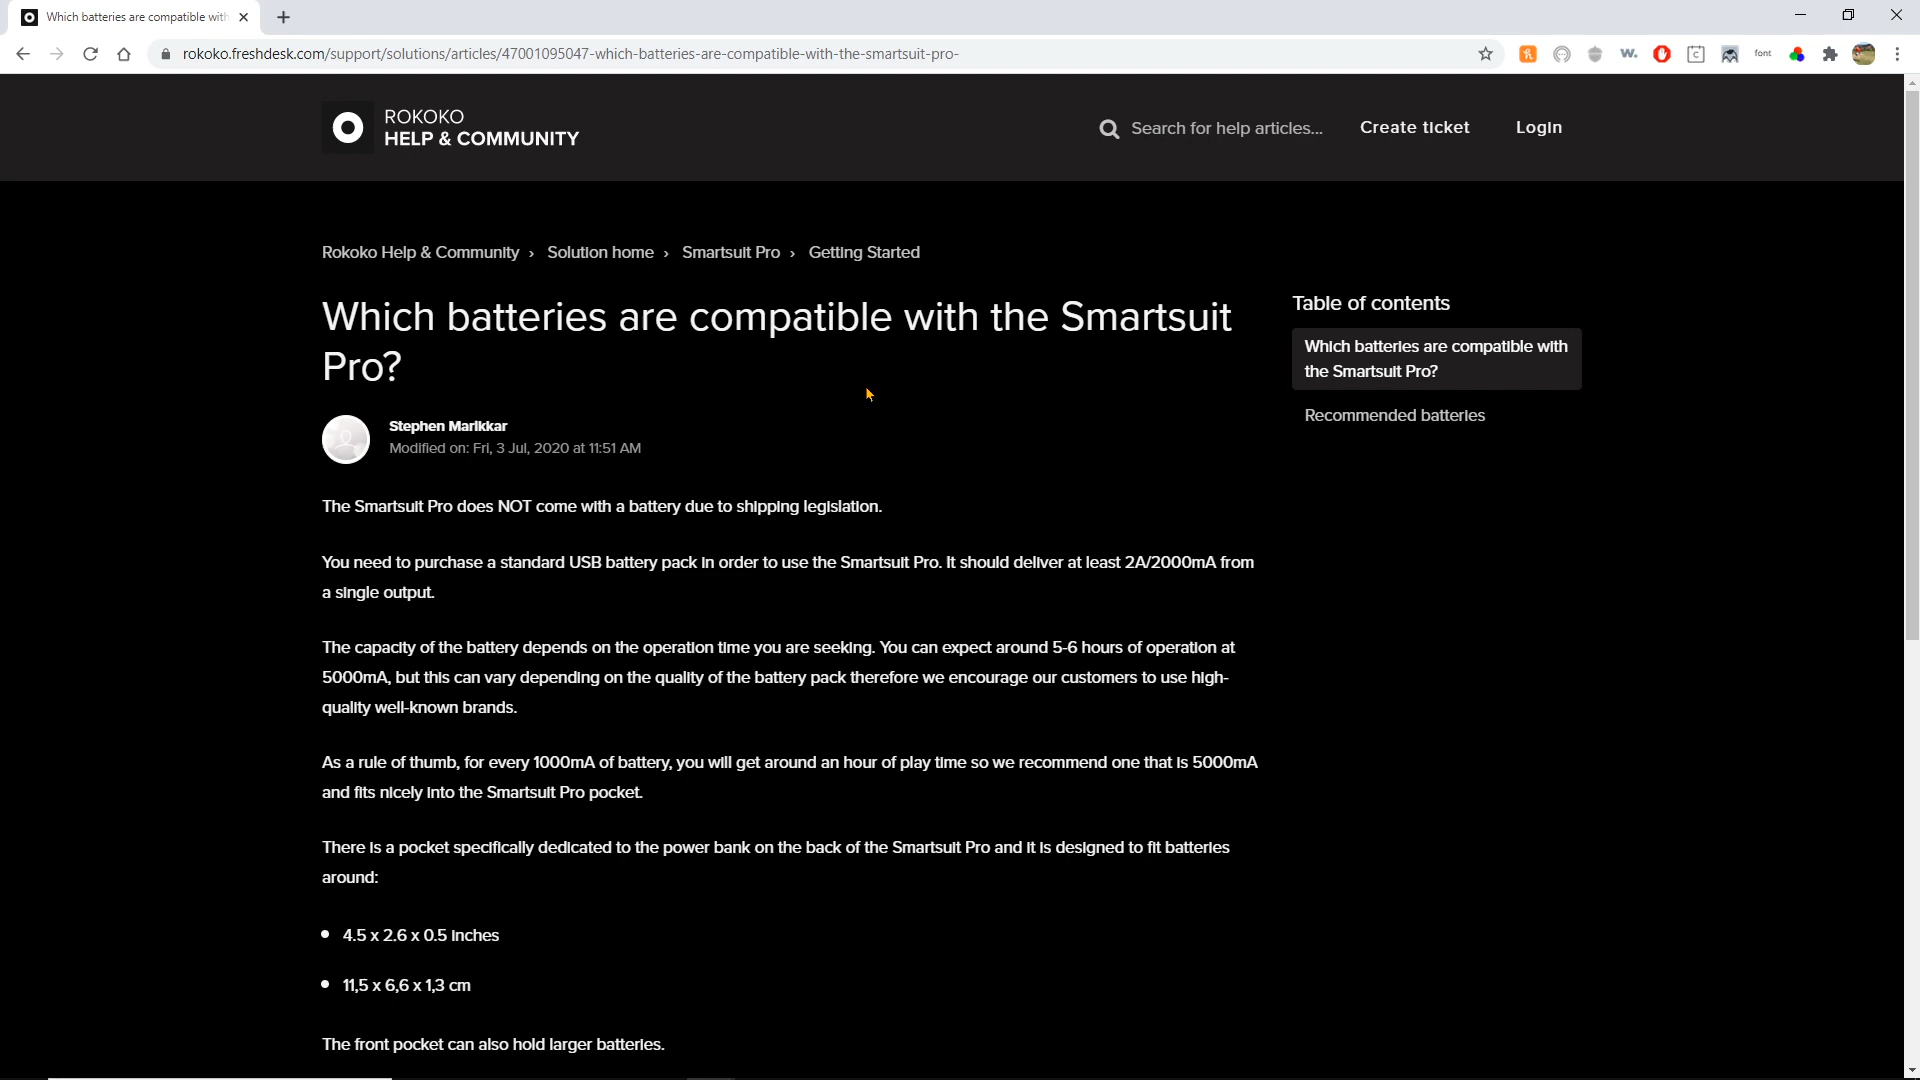 Which batteries are compatible with
rokoko.freshdesk.com/support/solutions/articles/47001095047-which-batteries-are-compatible-with-the-smartsuit-pro-
w.
font
ROKOKO
HELP & COMMUNITY
Search for help articles...
Create ticket
Login
Rokoko Help & Community › Solution home › Smartsuit Pro › Getting Started
Which batteries are compatible with the Smartsuit
Pro?
Stephen Marikkar
Modified on: Fri, 3 Jul, 2020 at 11:51 AM
The Smartsuit Pro does NOT come with a battery due to shipping legislation.
You need to purchase a standard USB battery pack in order to use the Smartsuit Pro. It should deliver at least 2A/2000mA from
a single output.
The capacity of the battery depends on the operation time you are seeking. You can expect around 5-6 hours of operation at
5000mA, but this can vary depending on the quality of the battery pack therefore we encourage our customers to use high-
quality well-known brands.
As a rule of thumb, for every 1000mA of battery, you will get around an hour of play time so we recommend one that is 5000mA
and fits nicely into the Smartsuit Pro pocket.
There is a pocket specifically dedicated to the power bank on the back of the Smartsuit Pro and it is designed to fit batteries
around:
• 4.5 x 2.6 x 0.5 inches
• 11,5 x 6,6 x 1,3 cm
The front pocket can also hold larger batteries.
Table of contents
Which batteries are compatible with
the Smartsuit Pro?
Recommended batteries